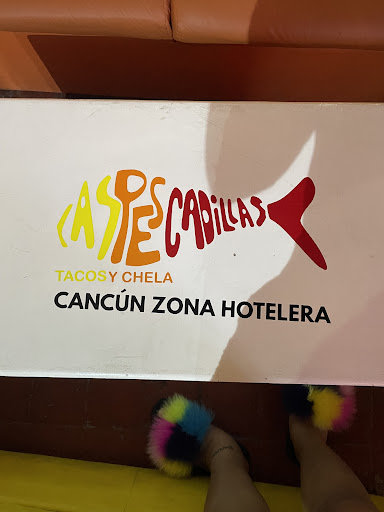 LAS PESCADILLAS
TACOS Y CHELA
CANCÚN ZONA HOTELERA